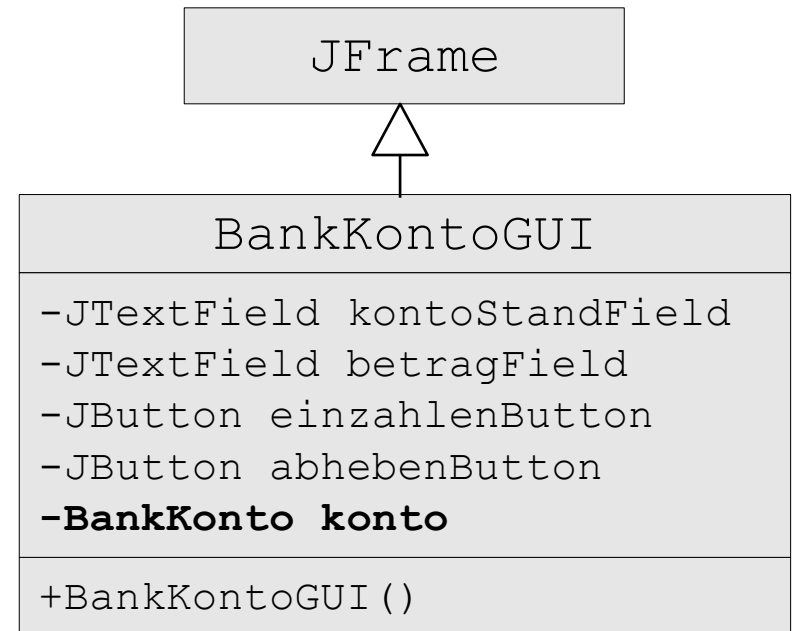 JFrame
BankKontoGUI
-JTextField kontoStandField
-JTextField betragField
-JButton einzahlenButton
-JButton abhebenButton
-BankKonto konto
+BankKontoGUI()